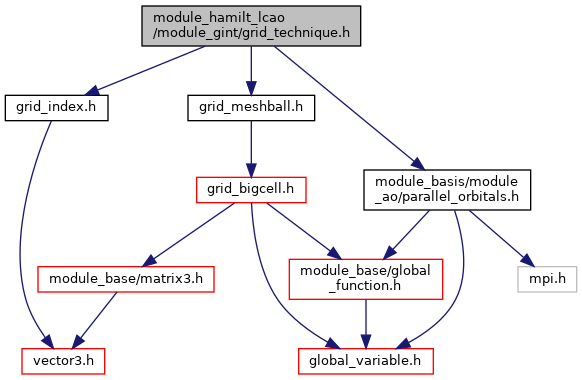 module_hamilt_lcao
/module_gint/grid_technique.h
grid_index.h
grid_meshball.h
grid_bigcell.h
module_basis/module
_ao/parallel_orbitals.h
module_base/matrix3.h
module_base/global
_function.h
mpi.h
vector3.h
global_variable.h